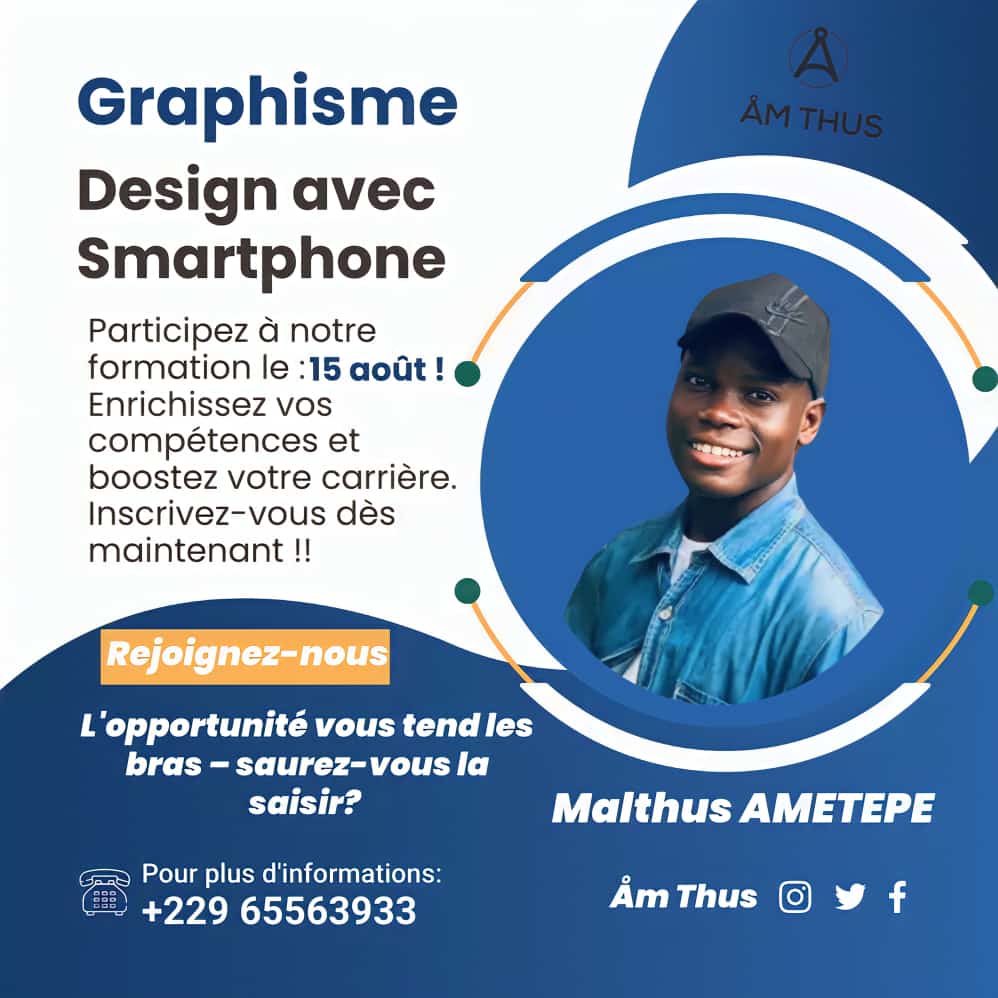 Graphisme
Design avec
Smartphone
Participez à notre
formation le : 15 août !
Enrichissez vos
compétences et
boostez votre carrière.
Inscrivez-vous dès
maintenant !!
Rejoignez-nous
L'opportunité vous tend les
bras – saurez-vous la
saisir?
Pour plus d'informations:
+229 65563933
ÅM THUS
Malthus AMETEPE
Åm Thus